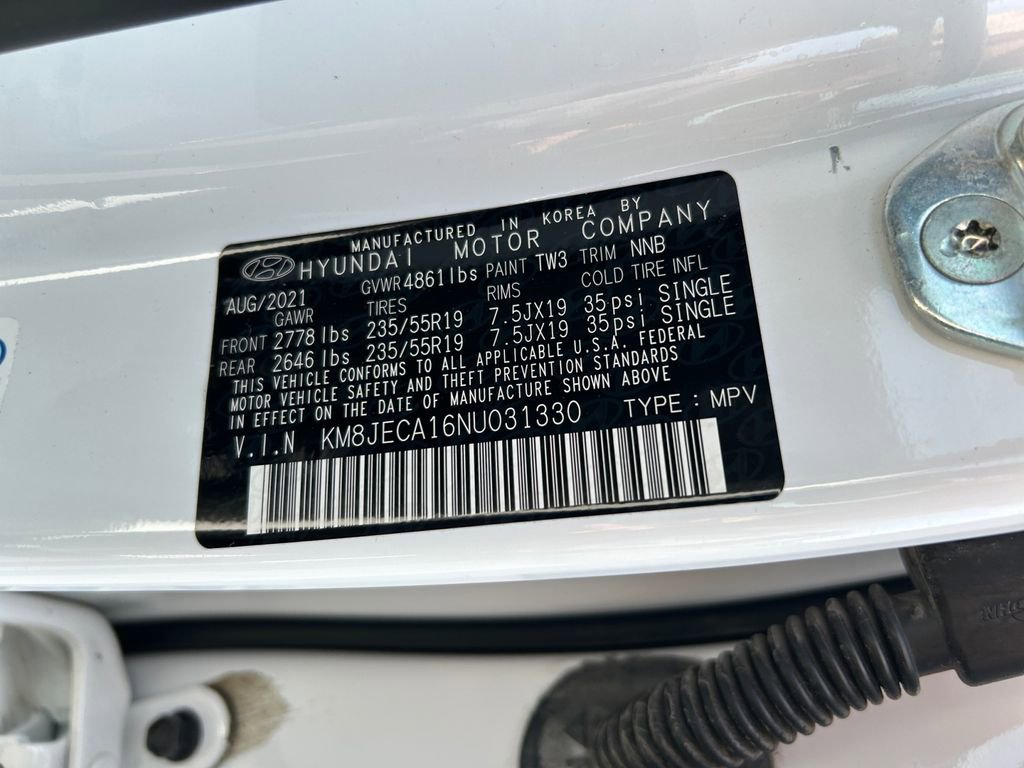 MANUFACTURED IN KOREA BY
HYUNDAI MOTOR COMPANY
AUG/2021 GVWR 4861lbs PAINT TW3 TRIM NNB
GAWR TIRES RIMS COLD TIRE INFL
FRONT 2778 lbs 235/55R19 7.5JX19 35psi SINGLE
REAR 2646 lbs 235/55R19 7.5JX19 35psi SINGLE
THIS VEHICLE CONFORMS TO ALL APPLICABLE U.S.A. FEDERAL
MOTOR VEHICLE SAFETY AND THEFT PREVENTION STANDARDS
IN EFFECT ON THE DATE OF MANUFACTURE SHOWN ABOVE
V.I.N KM8JECA16NU031330 TYPE : MPV